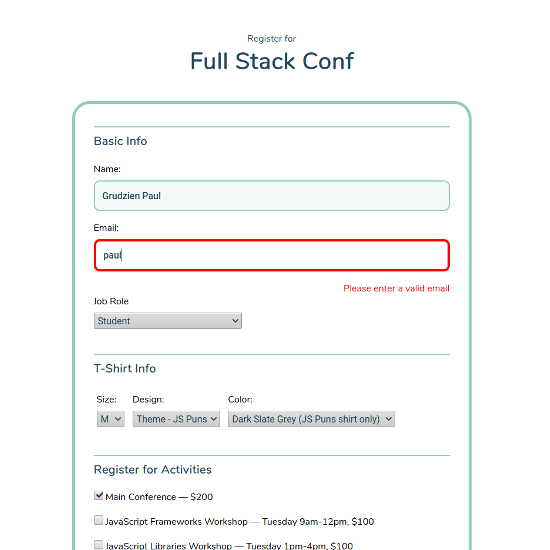 Register for
Full Stack Conf
Basic Info
Name:
Grudzien Paul
Email:
paul
Please enter a valid email
Job Role
Student
T-Shirt Info
Size: Design: Color:
M Theme - JS Puns Dark Slate Grey (JS Puns shirt only)
Register for Activities
Main Conference — $200
JavaScript Frameworks Workshop — Tuesday 9am-12pm, $100
JavaScript Libraries Workshop — Tuesday 1pm-4pm, $100